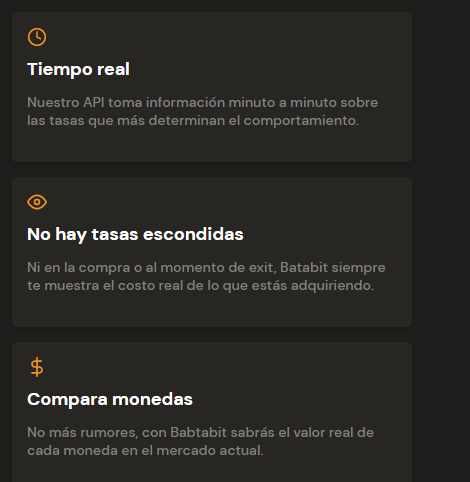 Tiempo real
Nuestro API toma información minuto a minuto sobre
las tasas que más determinan el comportamiento.
No hay tasas escondidas
Ni en la compra o al momento de exit, Batabit siempre
te muestra el costo real de lo que estás adquiriendo.
Compara monedas
No más rumores, con Babtabit sabrás el valor real de
cada moneda en el mercado actual.